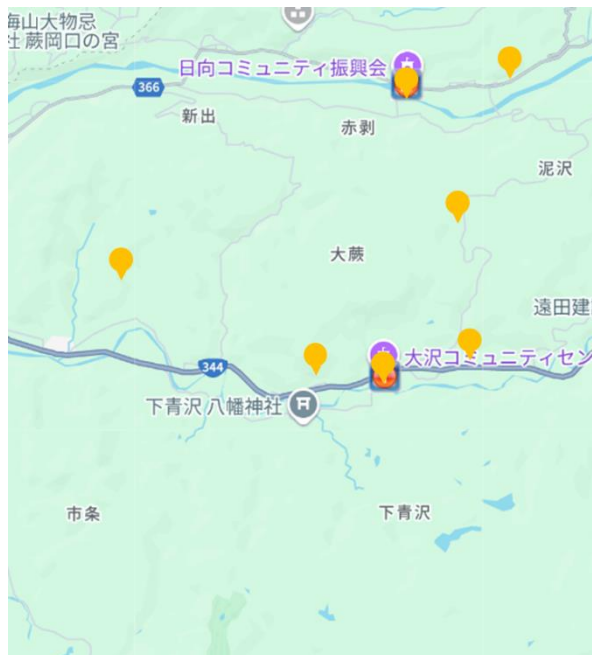 海山大物忌
社 蕨岡口の宮
日向コミュニティ振興会
366
新出
赤剥
泥沢
大蕨
遠田建
大沢コミュニティセン
344
下青沢 八幡神社
市条
下青沢